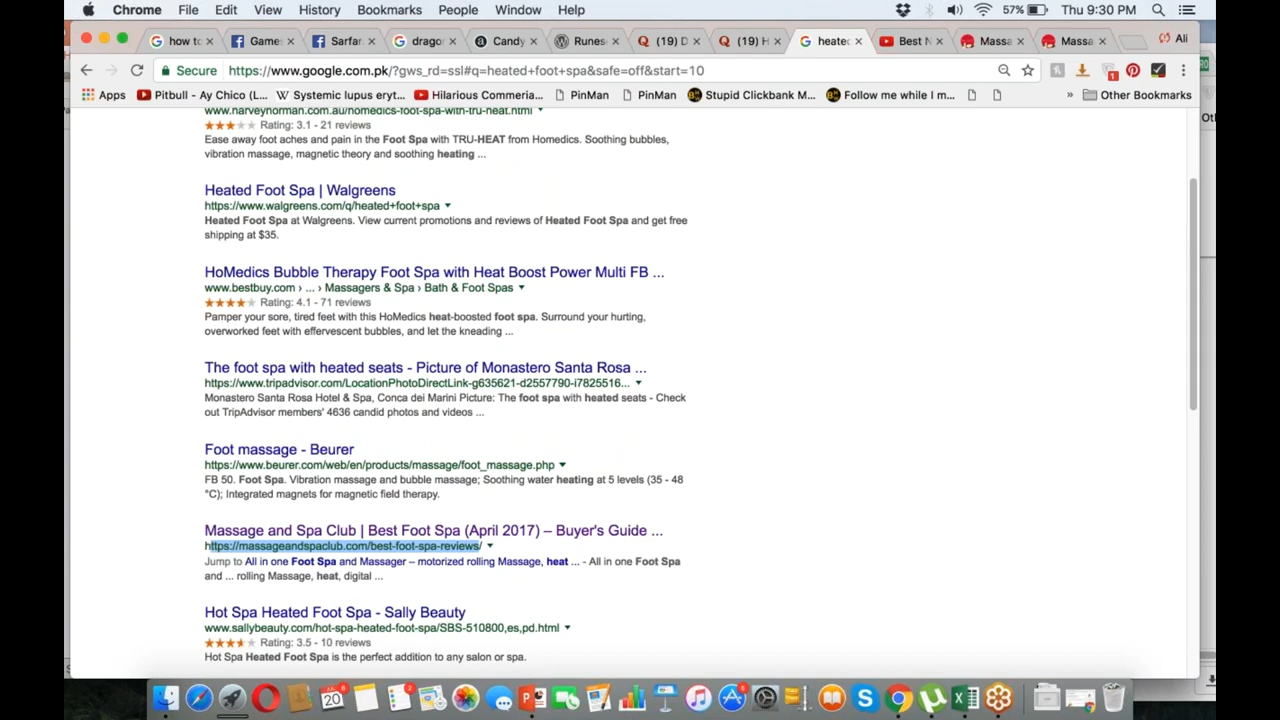 Chrome File Edit View History Bookmarks People Window Help 57% Thu 9:30 PM
how to Game Sarfar dragor Candy Runes (19) D (19) H heated Best N Massa Massa Ali
Secure https://www.google.com.pk/?gws_rd=ssl#q=heated+foot+spa&safe=off&start=10 1
Apps Pitbull - Ay Chico (L... Systemic lupus eryt... Hilarious Commerci... PinMan PinMan Stupid Clickbank M... Follow me while I m... » Other Bookmarks
www.harveynorman.com.au/homedics-foot-spa-with-tru-heat.html
Rating: 3.1 - 21 reviews
Ease away foot aches and pain in the Foot Spa with TRU-HEAT from Homedics. Soothing bubbles,
vibration massage, magnetic theory and soothing heating ...
Heated Foot Spa | Walgreens
https://www.walgreens.com/q/heated+foot+spa
Heated Foot Spa at Walgreens. View current promotions and reviews of Heated Foot Spa and get free
shipping at $35.
HoMedics Bubble Therapy Foot Spa with Heat Boost Power Multi FB ...
www.bestbuy.com › ... › Massagers & Spa › Bath & Foot Spas
Rating: 4.1 - 71 reviews
Pamper your sore, tired feet with this HoMedics heat-boosted foot spa. Surround your hurting,
overworked feet with effervescent bubbles, and let the kneading ...
The foot spa with heated seats - Picture of Monastero Santa Rosa ...
https://www.tripadvisor.com/LocationPhotoDirectLink-g635621-d2557790-i7825516...
Monastero Santa Rosa Hotel & Spa, Conca dei Marini Picture: The foot spa with heated seats - Check
out TripAdvisor members' 4636 candid photos and videos ...
Foot massage - Beurer
https://www.beurer.com/web/en/products/massage/foot_massage.php
FB 50. Foot Spa. Vibration massage and bubble massage; Soothing water heating at 5 levels (35 - 48
°C); Integrated magnets for magnetic field therapy.
Massage and Spa Club | Best Foot Spa (April 2017) – Buyer's Guide ...
https://massageandspaclub.com/best-foot-spa-reviews/
Jump to All in one Foot Spa and Massager – motorized rolling Massage, heat ... - All in one Foot Spa
and ... rolling Massage, heat, digital ...
Hot Spa Heated Foot Spa - Sally Beauty
www.sallybeauty.com/hot-spa-heated-foot-spa/SBS-510800,es,pd.html
Rating: 3.5 - 10 reviews
Hot Spa Heated Foot Spa is the perfect addition to any salon or spa.
20